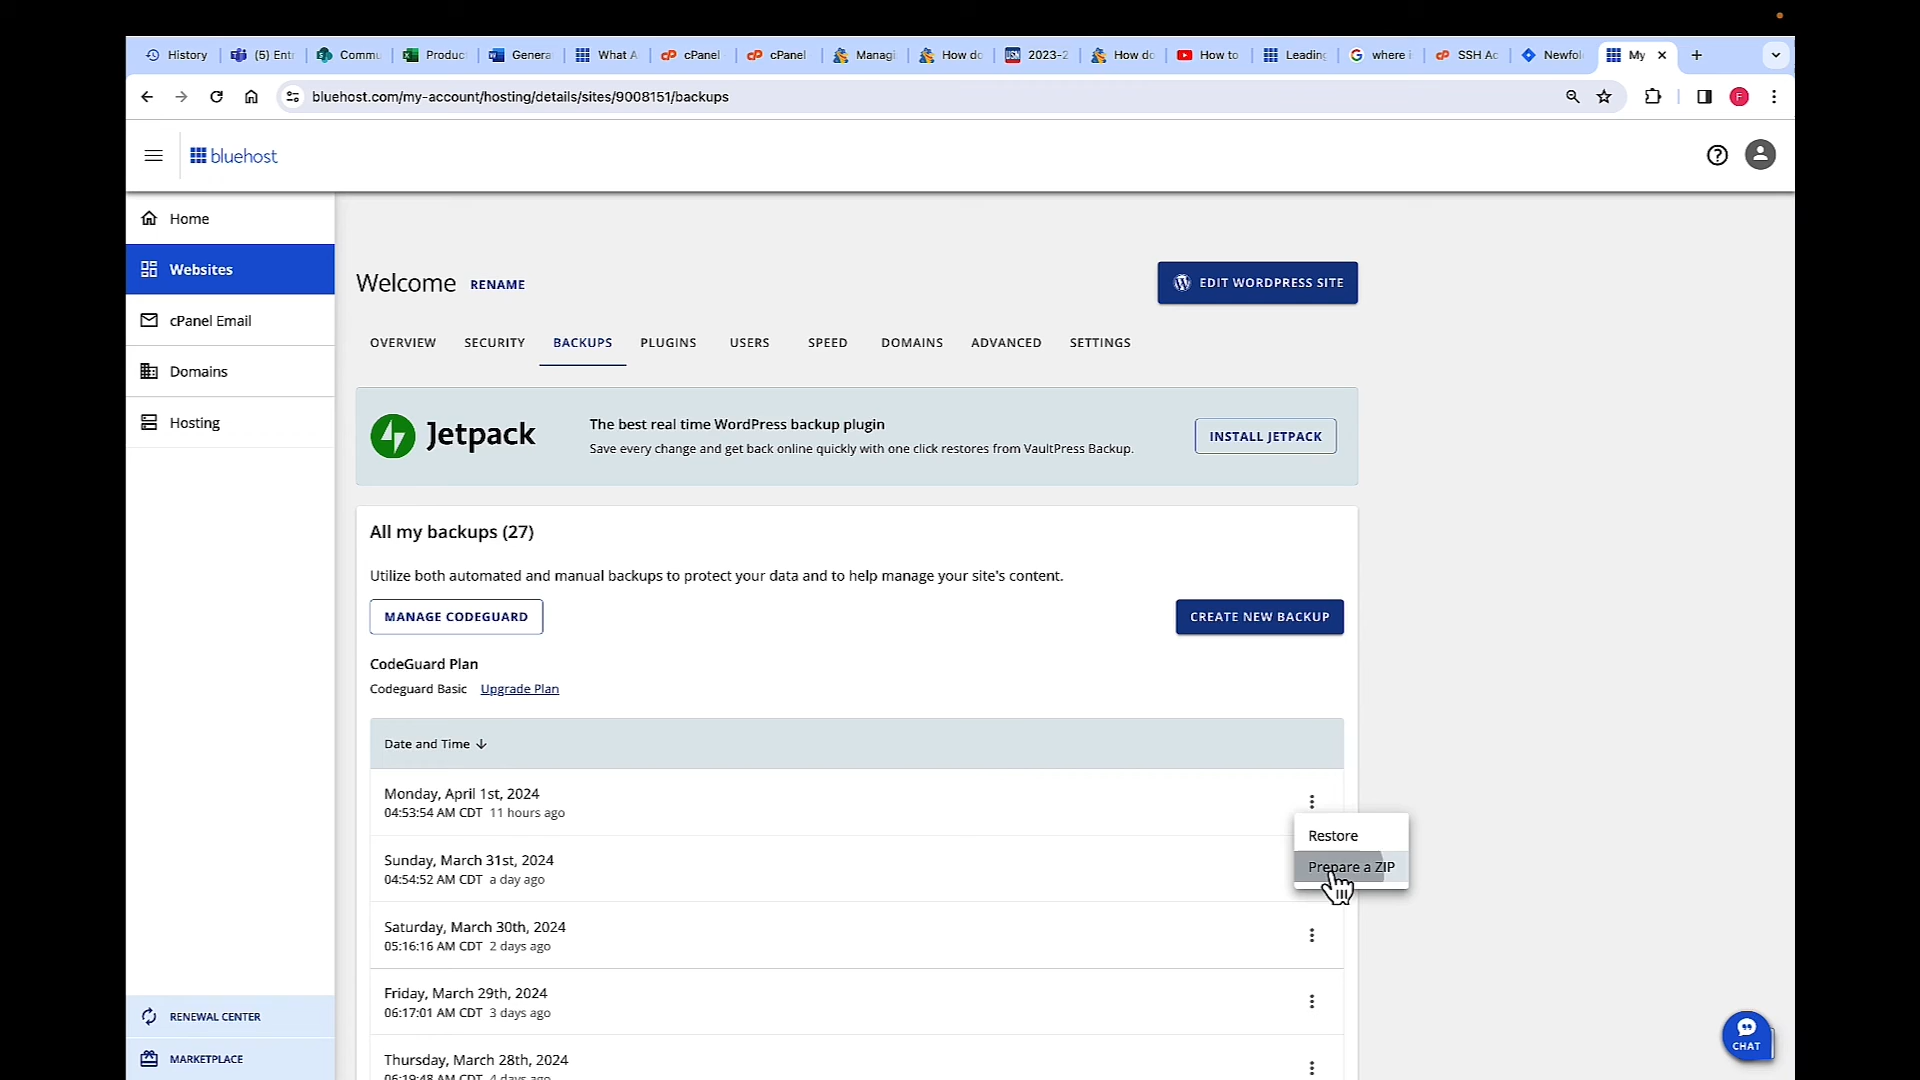 History
(5) Ent
Commu
Produc
Genera
What A
cPanel
cPanel
Managi
How do
2023-2
How do
How to
Leading
where i
SSH Ac
Newfol
My
bluehost.com/my-account/hosting/details/sites/9008151/backups
F
bluehost
Home
Websites
cPanel Email
Domains
Hosting
RENEWAL CENTER
MARKETPLACE
Welcome RENAME
EDIT WORDPRESS SITE
OVERVIEW SECURITY BACKUPS PLUGINS USERS SPEED DOMAINS ADVANCED SETTINGS
Jetpack
The best real time WordPress backup plugin
Save every change and get back online quickly with one click restores from VaultPress Backup.
INSTALL JETPACK
All my backups (27)
Utilize both automated and manual backups to protect your data and to help manage your site's content.
MANAGE CODEGUARD
CREATE NEW BACKUP
CodeGuard Plan
Codeguard Basic Upgrade Plan
Date and Time
Monday, April 1st, 2024
04:53:54 AM CDT 11 hours ago
Restore
Prepare a ZIP
Sunday, March 31st, 2024
04:54:52 AM CDT a day ago
Saturday, March 30th, 2024
05:16:16 AM CDT 2 days ago
Friday, March 29th, 2024
06:17:01 AM CDT 3 days ago
Thursday, March 28th, 2024
06:19:48 AM CDT 4 days ago
CHAT